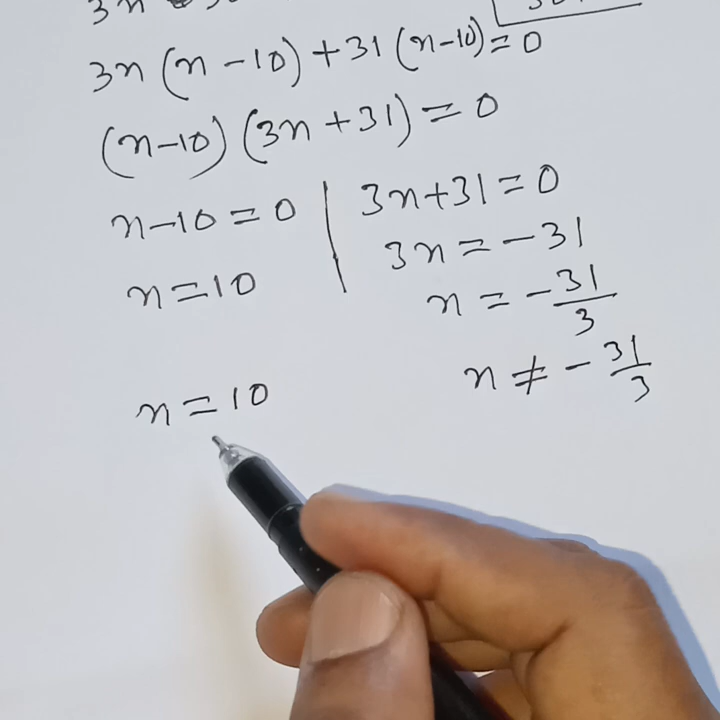 3n
3n(n-10)+31(n-10)=0
(n-10)(3n+31)=0
n-10=0 | 3n+31=0
n=10 | 3n=-31
n=-31/3
n≠-31/3
n=10